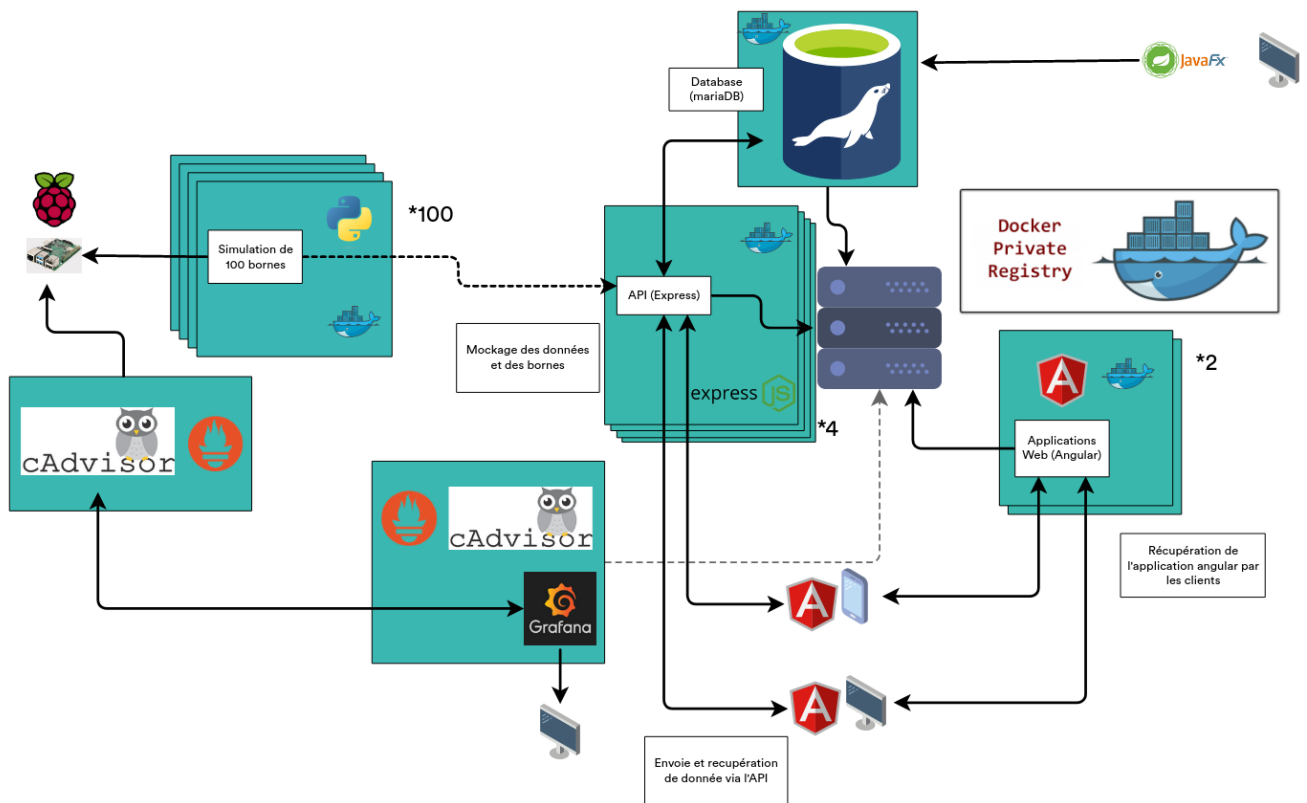 Database
(mariaDB)
JavaFx
*100
Simulation de
100 bornes
Docker
Private
Registry
API (Express)
Mockage des données
et des bornes
express
JS
*4
*2
Applications
Web (Angular)
cAdvisor
cAdvisor
Grafana
Récupération de
l'application angular par
les clients
Envoie et recupération
de donnée via l'API